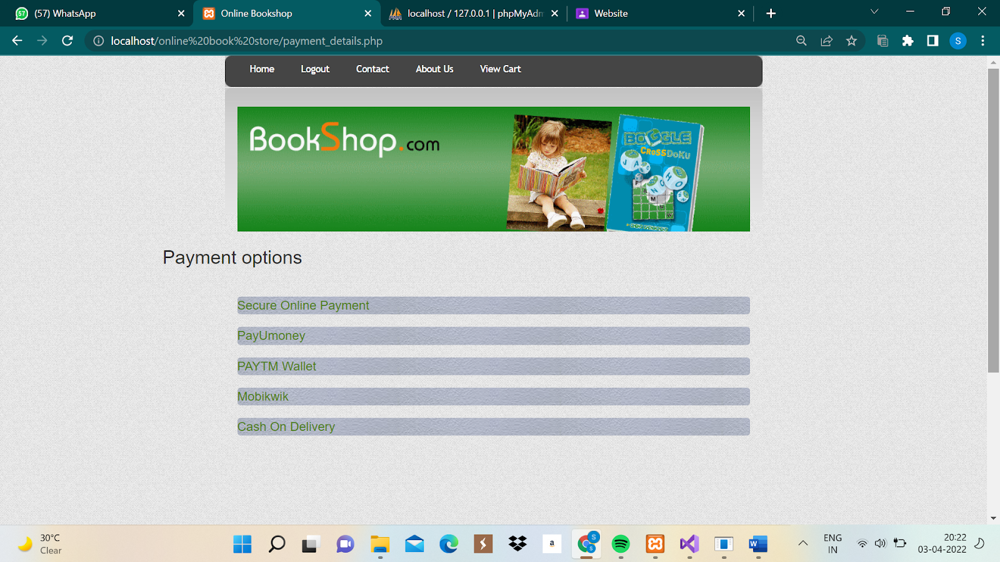 57 (57) WhatsApp
Online Bookshop
localhost / 127.0.0.1 | phpMyAdm
Website
localhost/online%20book%20store/payment_details.php
S
Home
Logout
Contact
About Us
View Cart
BookShop.com
BOGGLE
CROSSDOKU
Payment options
Secure Online Payment
PayUmoney
PAYTM Wallet
Mobikwik
Cash On Delivery
30°C
Clear
a
S
S
W
ENG
IN
20:22
03-04-2022